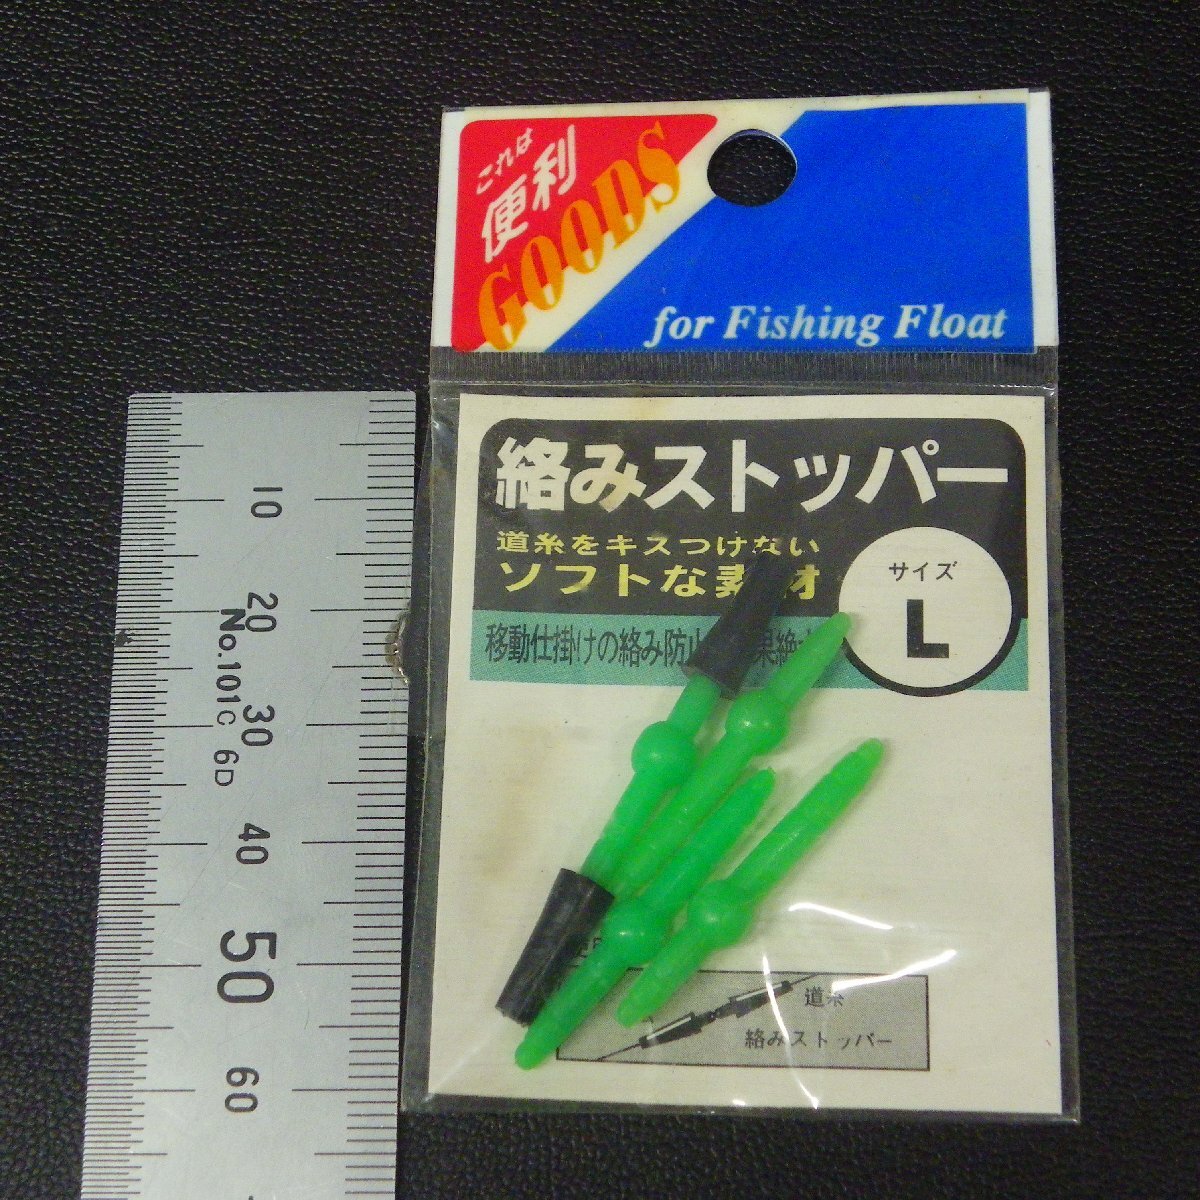 これは
便利
GOODS
for Fishing Float
絡みストッパー
道糸をキズつけない
ソフトな素材
サイズ
L
移動仕掛けの絡み防止
道糸
絡みストッパー
10
20
No.101C 6D
30
40
50
60